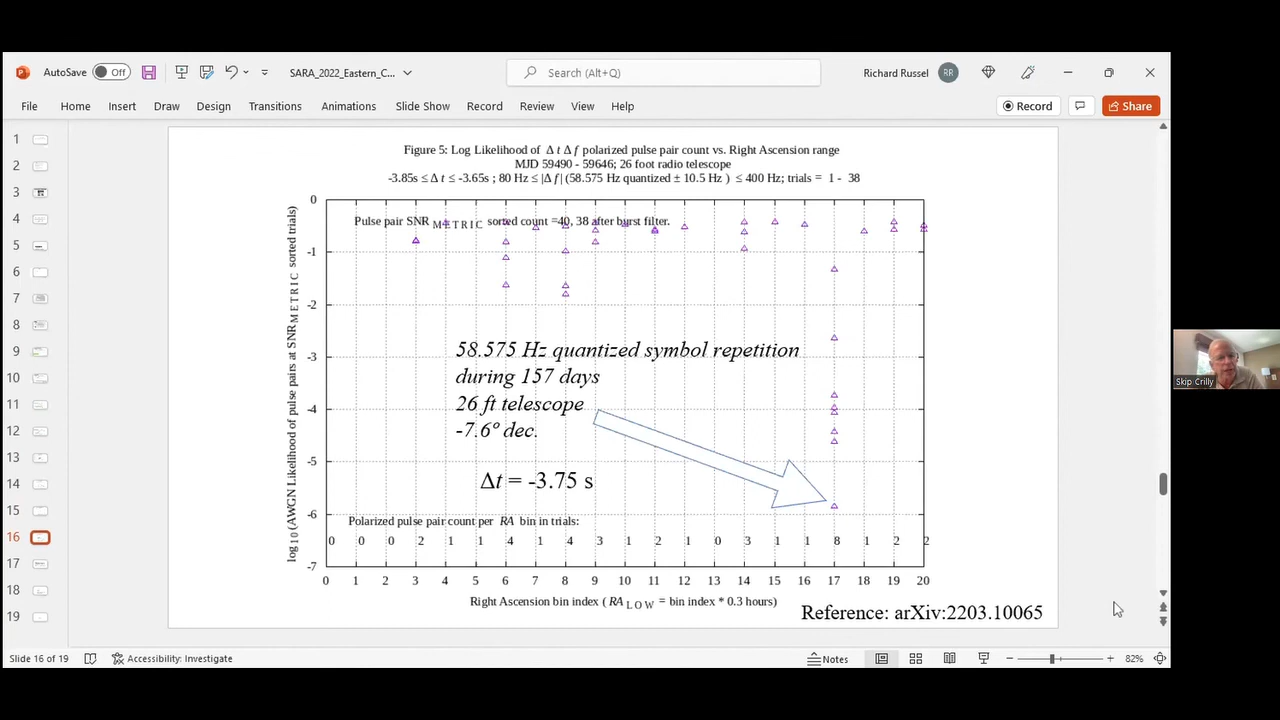 AutoSave Off SARA_2022_Eastern_C... Search (Alt+Q) Richard Russel RR
File Home Insert Draw Design Transitions Animations Slide Show Record Review View Help Record Share
1
2
3
4
5
6
7
8
9
10
11
12
13
14
15
16
17
18
19
Figure 5: Log Likelihood of Δ t Δ f polarized pulse pair count vs. Right Ascension range
MJD 59490 - 59646; 26 foot radio telescope
-3.85s ≤ Δ t ≤ -3.65s ; 80 Hz ≤ |Δ f| (58.575 Hz quantized ± 10.5 Hz ) ≤ 400 Hz; trials = 1 - 38
log10 (AWGN Likelihood of pulse pairs at SNR METRIC sorted trials)
0
-1
-2
-3
-4
-5
-6
-7
Pulse pair SNR METRIC sorted count =40, 38 after burst filter.
58.575 Hz quantized symbol repetition
during 157 days
26 ft telescope
-7.6º dec.
Δt = -3.75 s
Polarized pulse pair count per RA bin in trials:
0 0 0 2 1 1 4 1 4 3 1 2 1 0 3 1 1 8 1 2 2
0 1 2 3 4 5 6 7 8 9 10 11 12 13 14 15 16 17 18 19 20
Right Ascension bin index ( RA LOW = bin index * 0.3 hours)
Reference: arXiv:2203.10065
Skip Crilly
Slide 16 of 19 Accessibility: Investigate Notes 82%